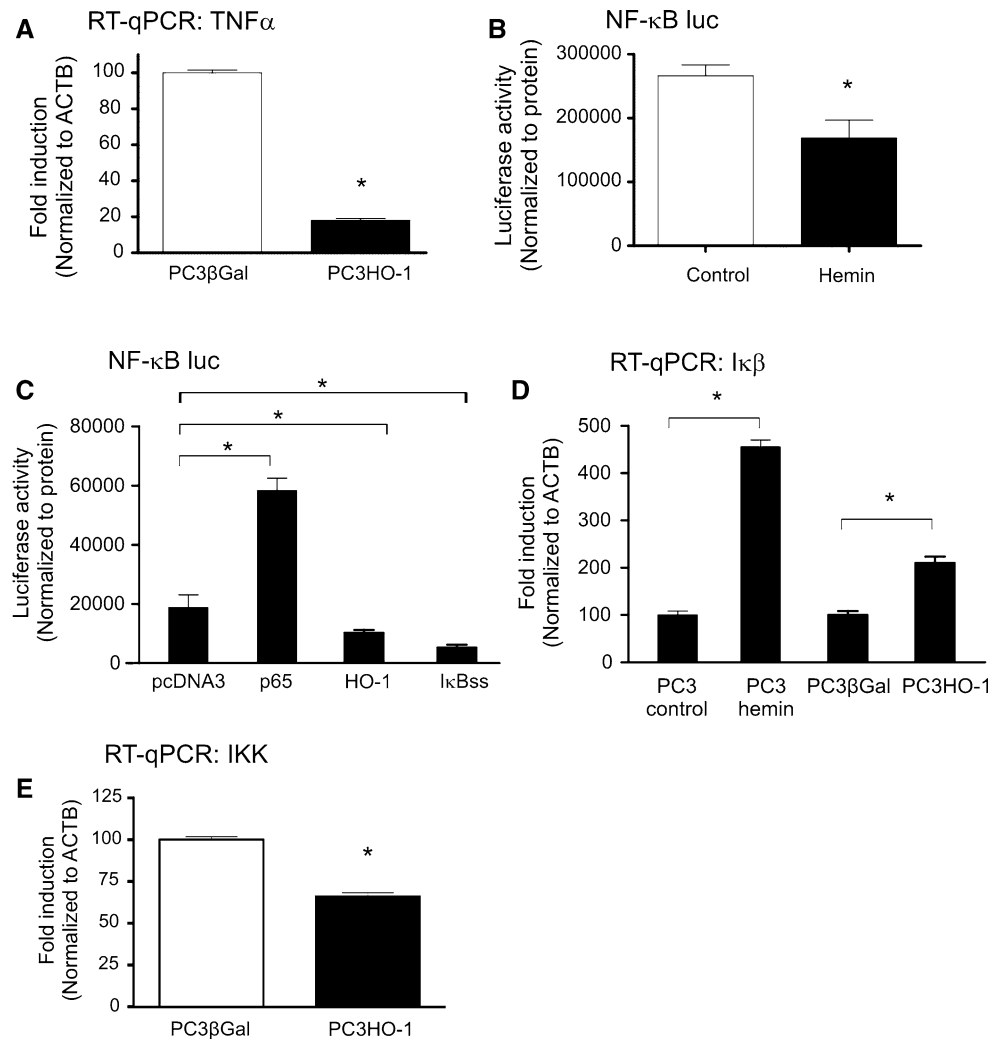 A
RT-qPCR: TNFα
Fold induction
(Normalized to ACTB)
100
80
60
40
20
0
*
PC3βGal
PC3HO-1
B
NF-κB luc
Luciferase activity
(Normalized to protein)
300000
200000
100000
0
*
Control
Hemin
C
NF-κB luc
Luciferase activity
(Normalized to protein)
80000
60000
40000
20000
0
*
*
*
pcDNA3
p65
HO-1
IκBss
D
RT-qPCR: Iκβ
Fold induction
(Normalized to ACTB)
500
400
300
200
100
0
*
*
PC3
control
PC3
hemin
PC3βGal
PC3HO-1
E
RT-qPCR: IKK
Fold induction
(Normalized to ACTB)
125
100
75
50
25
0
*
PC3βGal
PC3HO-1